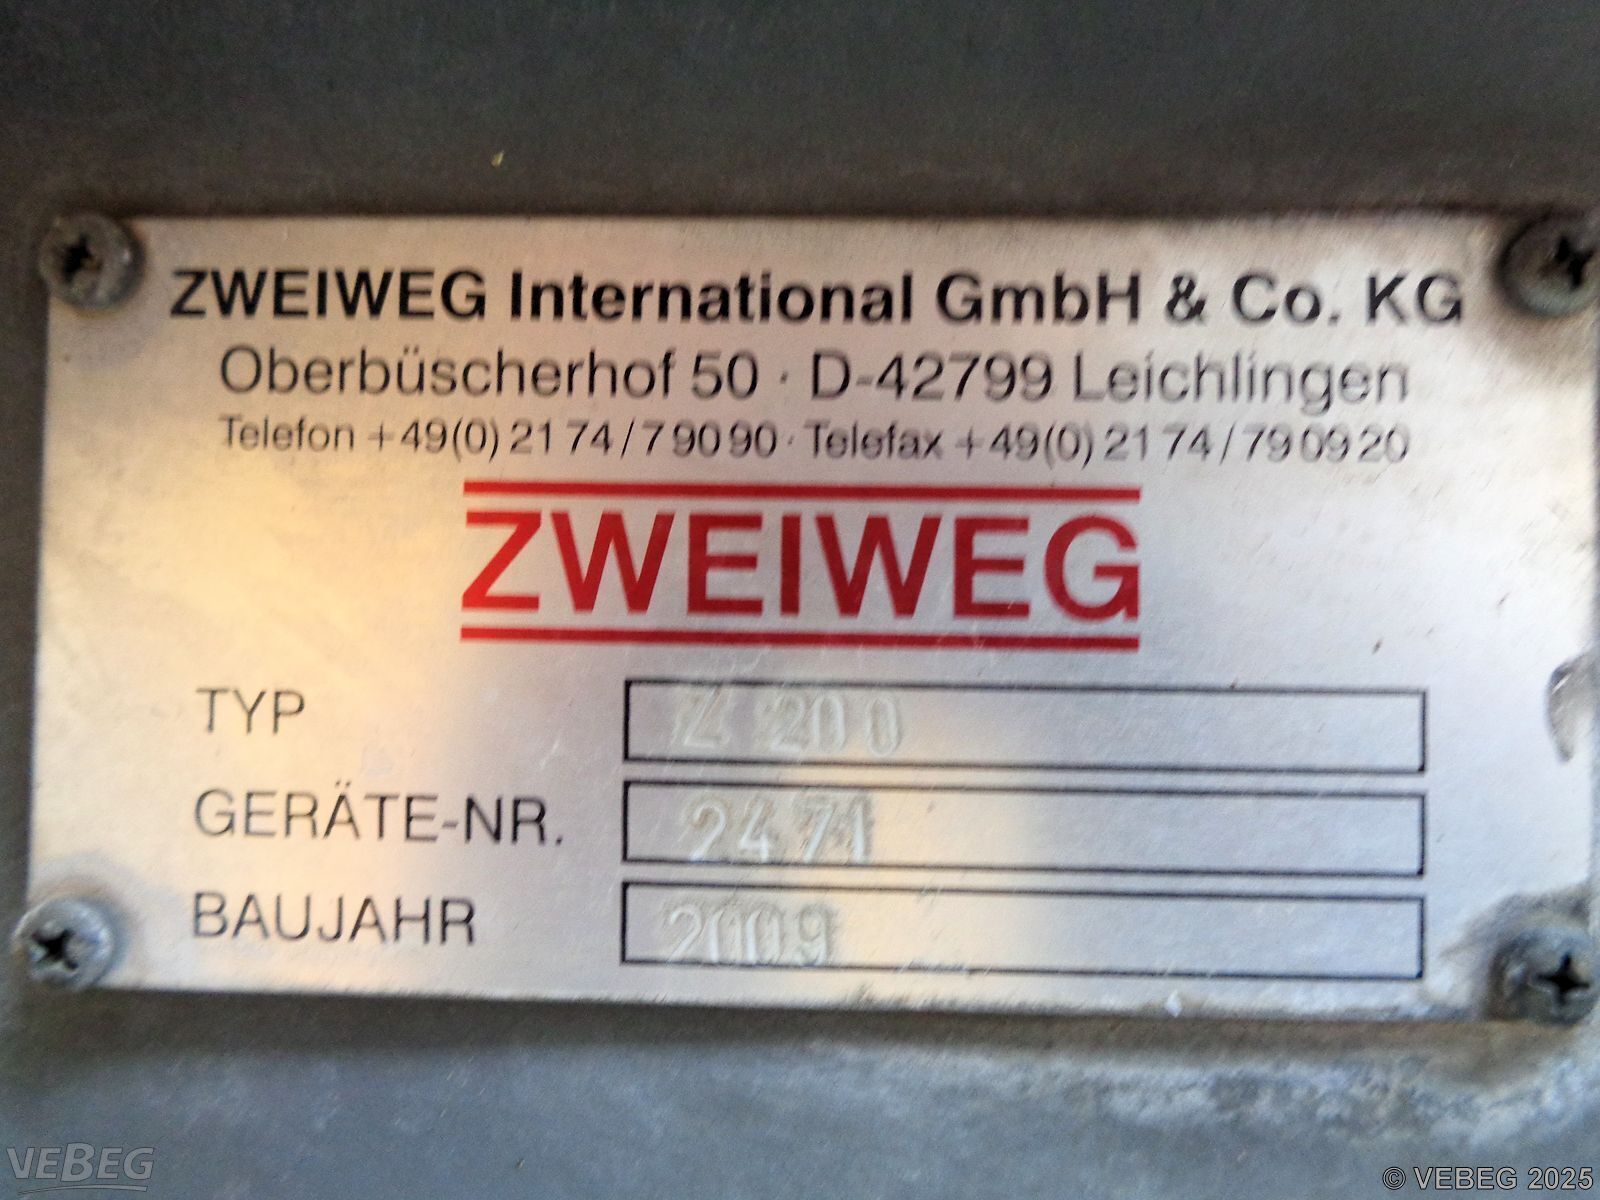 ZWEIWEG International GmbH & Co. KG
Oberbüscherhof 50 · D-42799 Leichlingen
Telefon +49(0) 21 74 / 7 90 90 · Telefax +49(0) 21 74 / 79 09 20
ZWEIWEG
TYP Z 200
GERÄTE-NR. 2471
BAUJAHR 2009
VEBEG
© VEBEG 2025